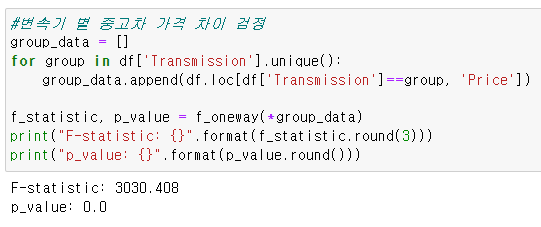 #변속기 별 중고차 가격 차이 검정
group_data = []
for group in df['Transmission'].unique():
    group_data.append(df.loc[df['Transmission']==group, 'Price'])

f_statistic, p_value = f_oneway(*group_data)
print("F-statistic: {}".format(f_statistic.round(3)))
print("p_value: {}".format(p_value.round()))
F-statistic: 3030.408
p_value: 0.0